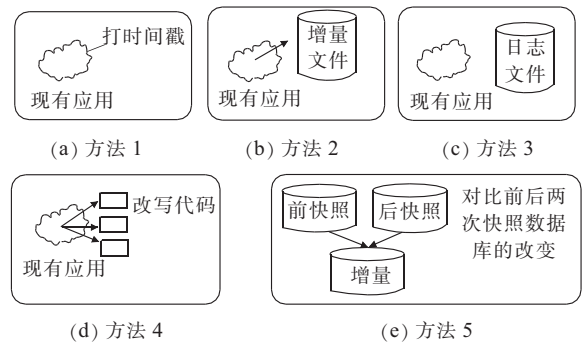 打时间戳
现有应用
(a) 方法 1
增量
文件
现有应用
(b) 方法 2
日志
文件
现有应用
(c) 方法 3
改写代码
现有应用
(d) 方法 4
前快照
后快照
增量
对比前后两
次快照数据
库的改变
(e) 方法 5